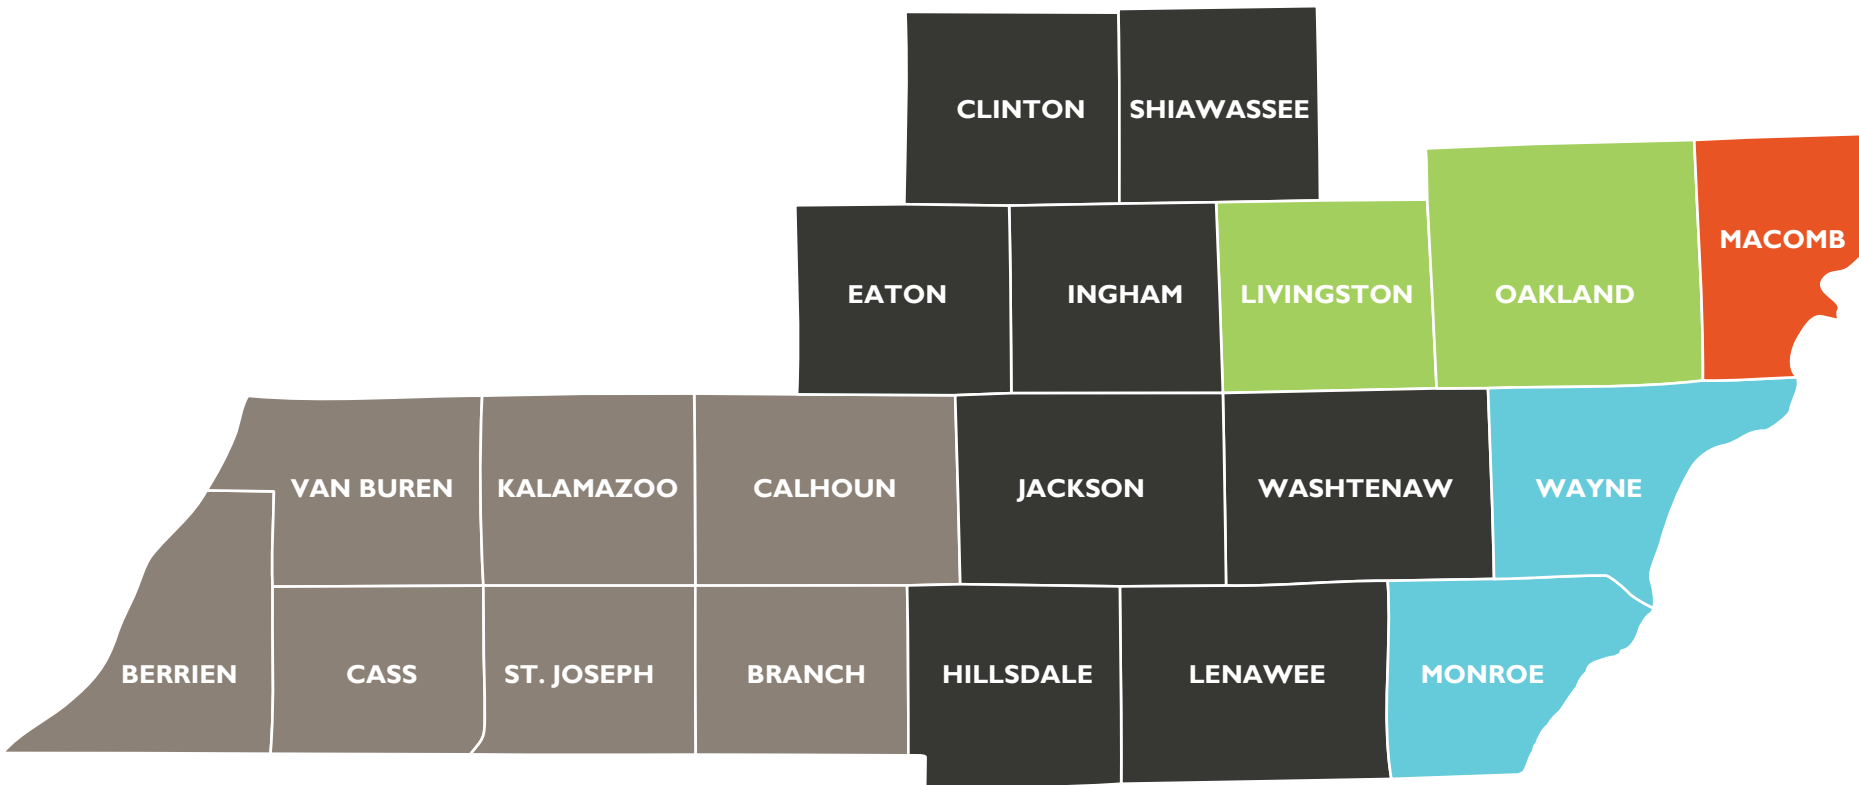 CLINTON
SHIAWASSEE
MACOMB
EATON
INGHAM
LIVINGSTON
OAKLAND
VAN BUREN
KALAMAZOO
CALHOUN
JACKSON
WASHTENAW
WAYNE
BERRIEN
CASS
ST. JOSEPH
BRANCH
HILLSDALE
LENAWEE
MONROE